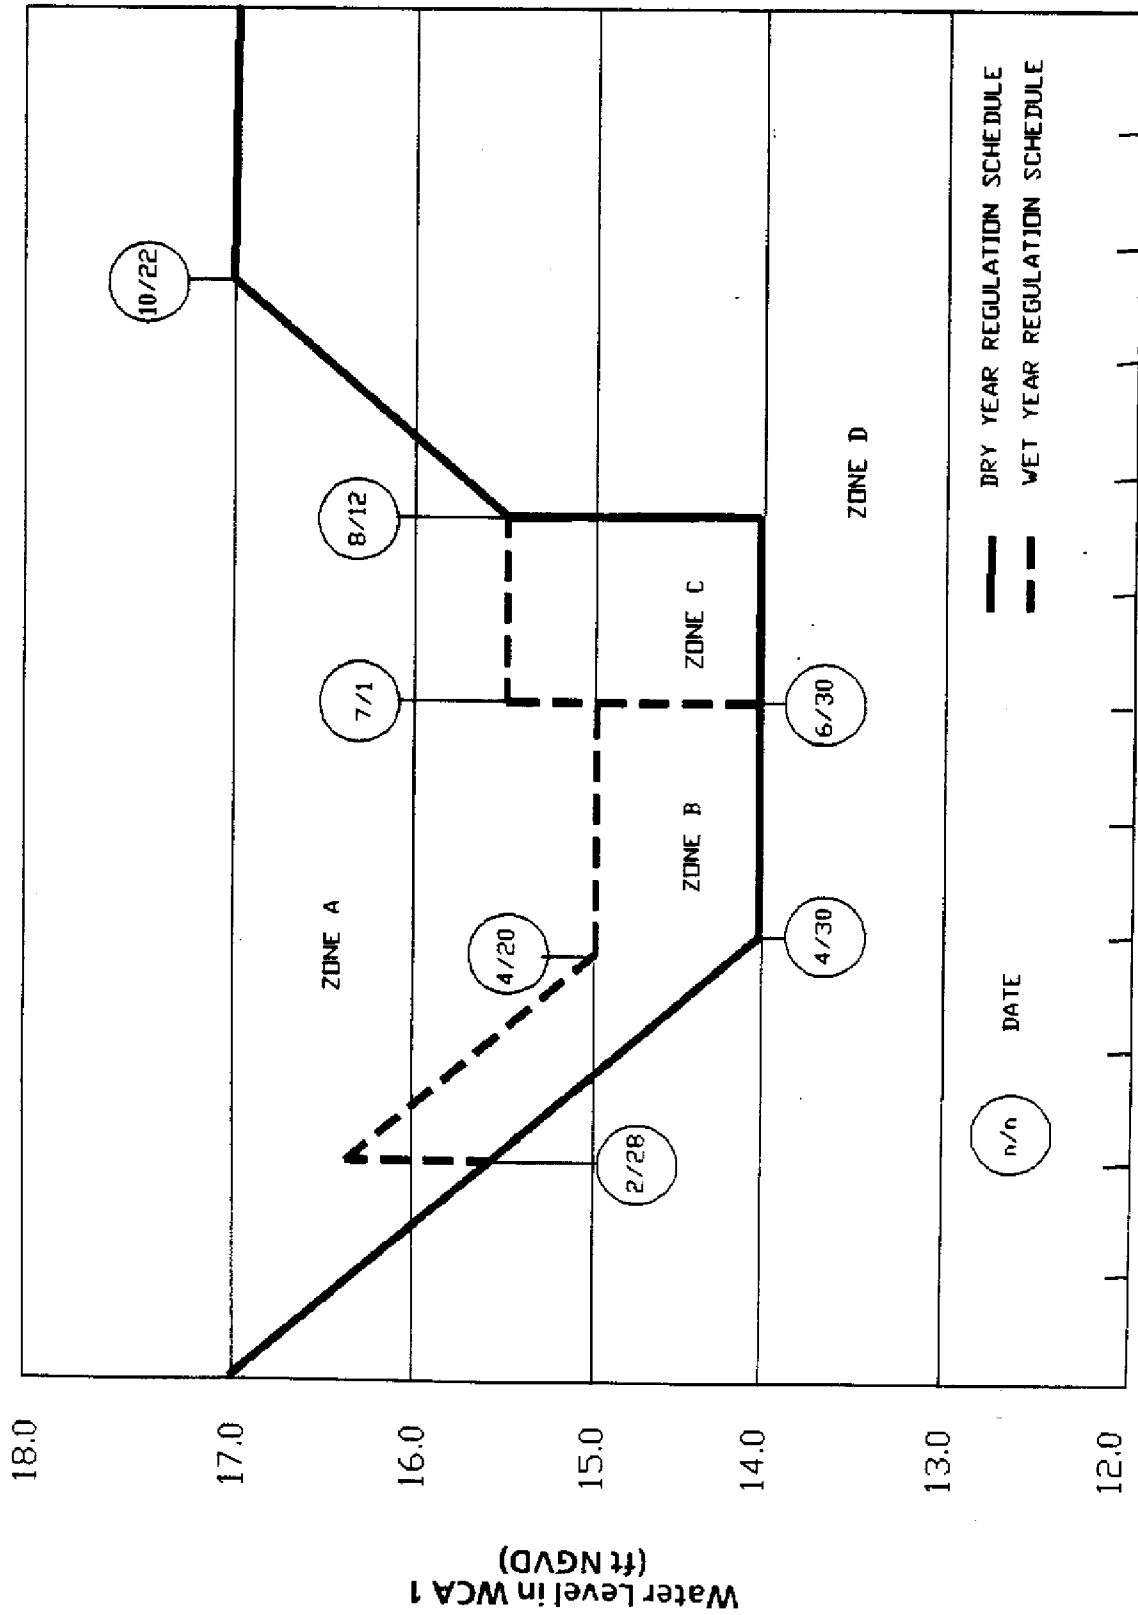 Water Level in WCA 1
(ft NGVD)
18.0
17.0
16.0
15.0
14.0
13.0
12.0
10/22
8/12
7/1
ZONE A
4/20
ZONE C
ZONE B
ZONE D
6/30
4/30
2/28
n/n
DATE
DRY YEAR REGULATION SCHEDULE
WET YEAR REGULATION SCHEDULE